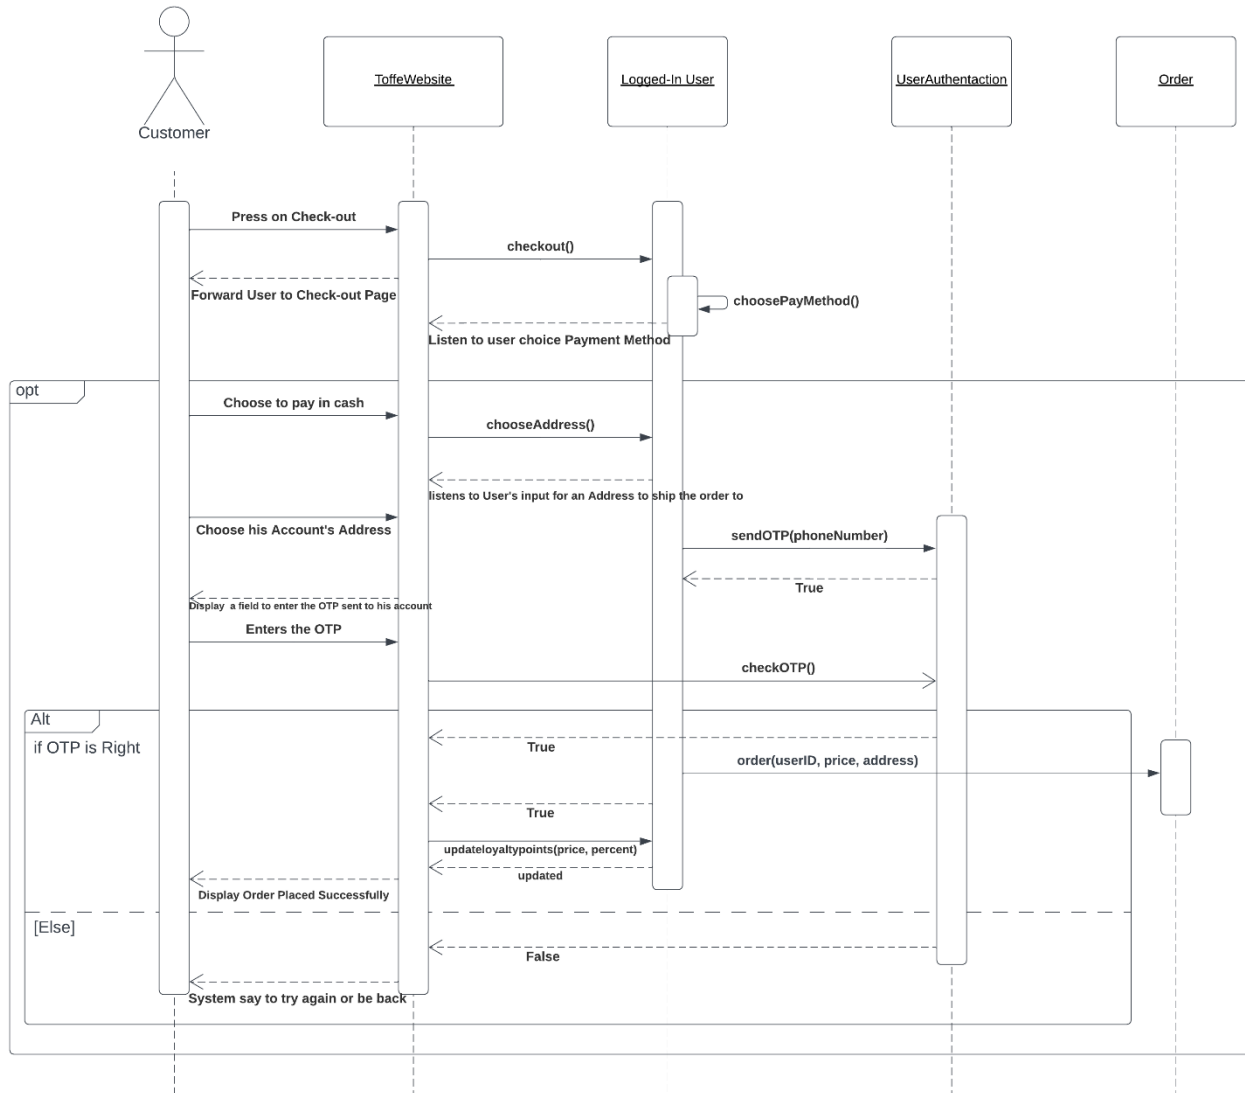 Customer
ToffeWebsite
Logged-In User
UserAuthentaction
Order
Press on Check-out
checkout()
Forward User to Check-out Page
choosePayMethod()
Listen to user choice Payment Method
opt
Choose to pay in cash
chooseAddress()
listens to User's input for an Address to ship the order to
Choose his Account's Address
sendOTP(phoneNumber)
True
Display a field to enter the OTP sent to his account
Enters the OTP
checkOTP()
Alt
if OTP is Right
True
order(userID, price, address)
True
updateloyaltypoints(price, percent)
updated
Display Order Placed Successfully
[Else]
False
System say to try again or be back